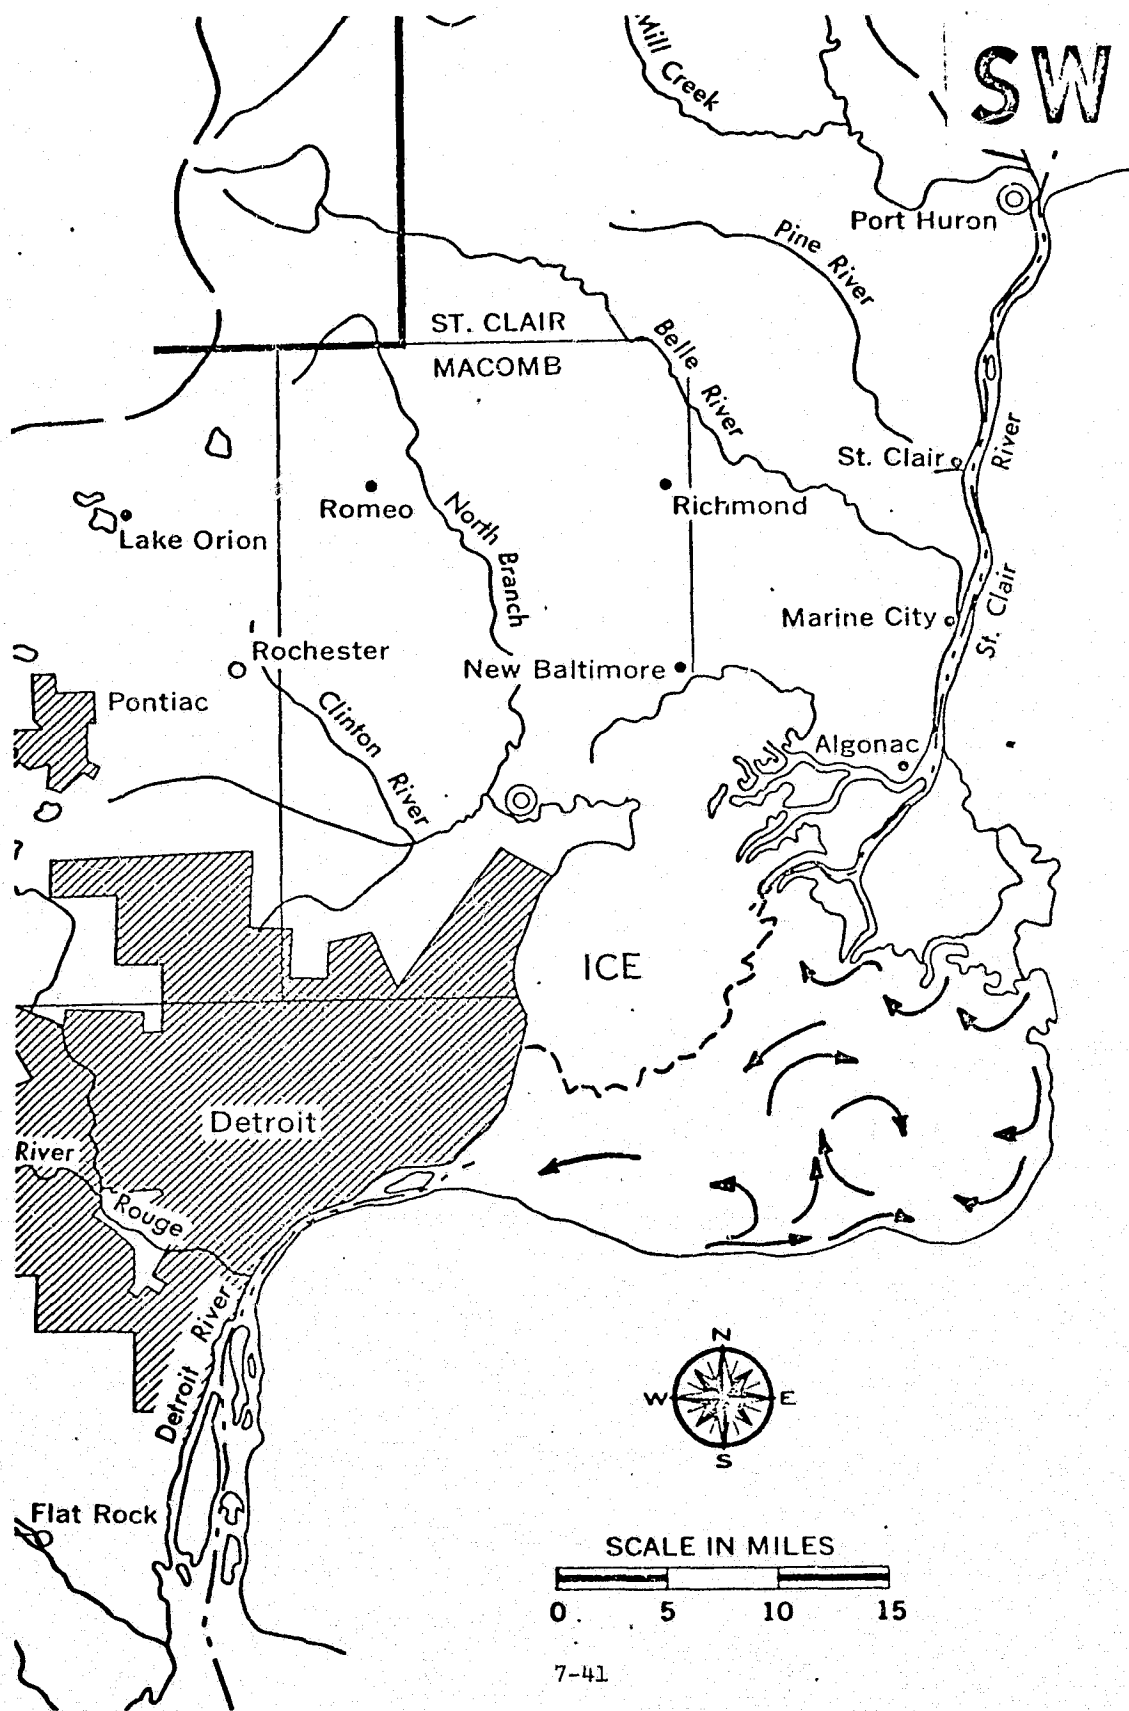 Mill Creek
SW
Port Huron
Pine River
ST. CLAIR
MACOMB
Belle River
St. Clair
River
Romeo
Richmond
Lake Orion
North Branch
St. Clair
Marine City
Rochester
New Baltimore
Pontiac
Clinton River
Algonac
ICE
Detroit
River
Rouge
Detroit River
N
W E
S
Flat Rock
SCALE IN MILES
0 5 10 15
7-41